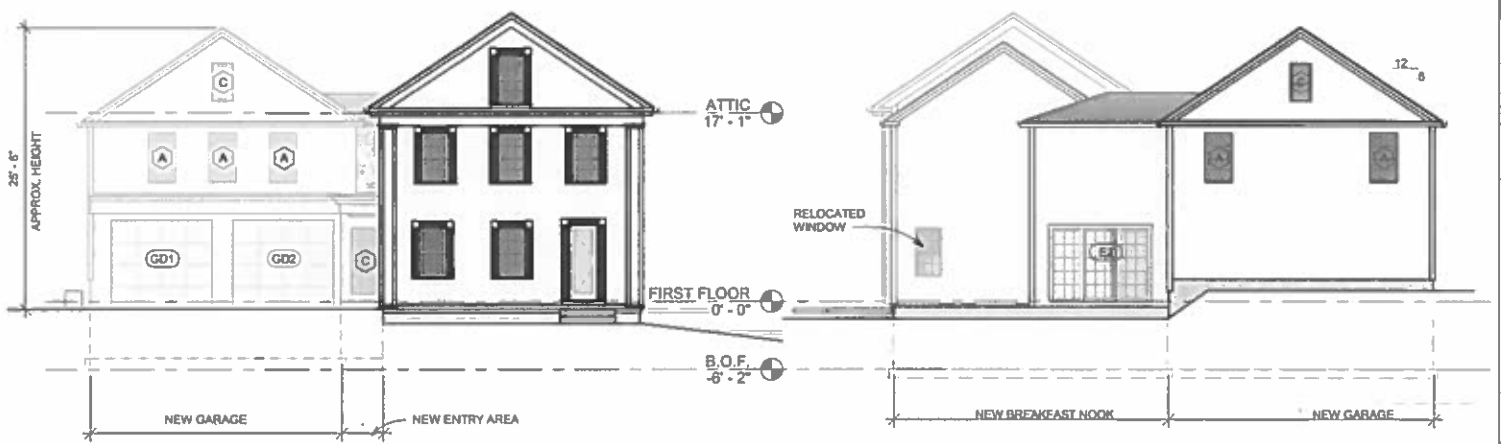 25' - 6"
APPROX. HEIGHT
C
A
A
A
GD1
GD2
C
ATTIC
17' - 1"
FIRST FLOOR
0' - 0"
B.O.F.
-6' - 2"
NEW GARAGE
NEW ENTRY AREA
RELOCATED
WINDOW
C
A
A
12
8
NEW BREAKFAST NOOK
NEW GARAGE